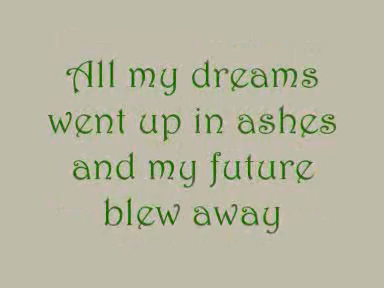 All my dreams
went up in ashes
and my future
blew away